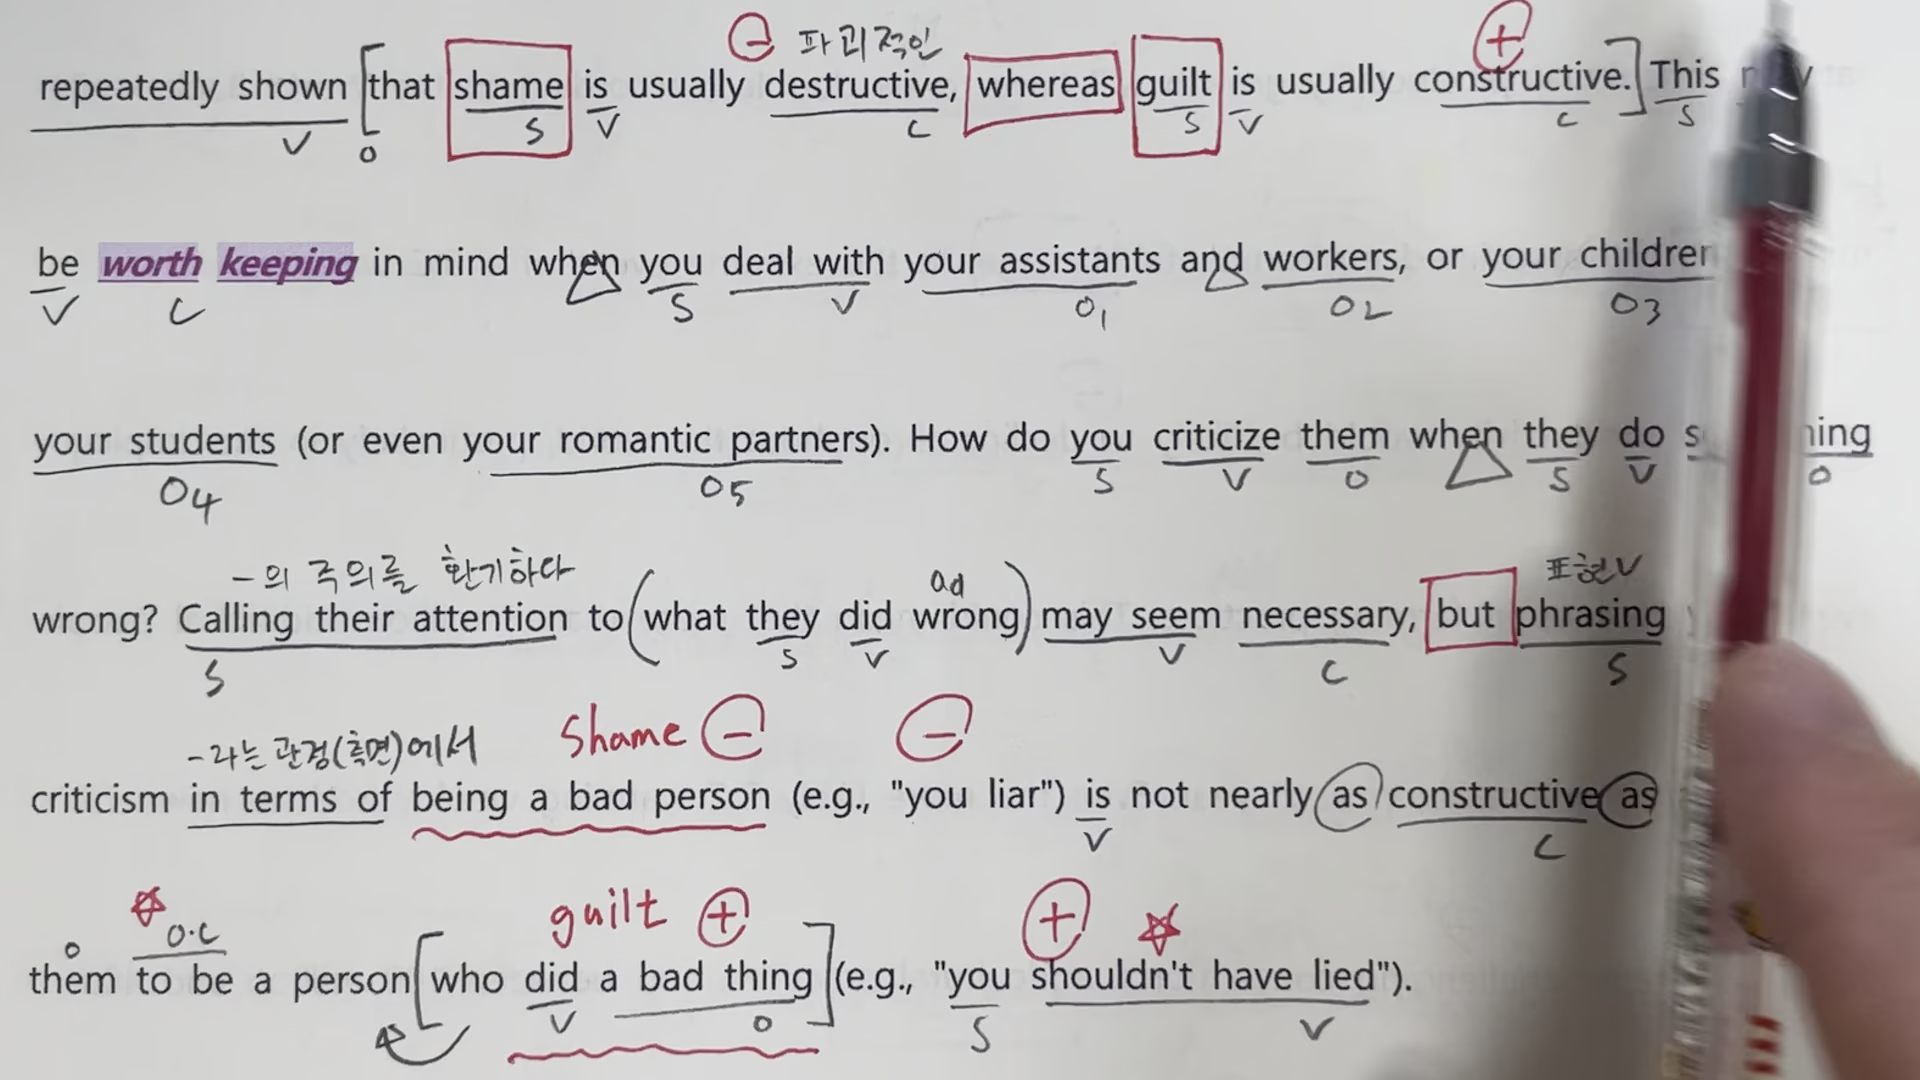 ⊖ 파괴적인 +
repeatedly shown [that shame is usually destructive, whereas guilt is usually constructive.] This
V O S V C S V C S
be worth keeping in mind when you deal with your assistants and workers, or your children
V C S V O1 O2 O3
your students (or even your romantic partners). How do you criticize them when they do
O4 O5 S V O S V O
-의 주의를 환기하다 ad 표현V
wrong? Calling their attention to (what they did wrong) may seem necessary, but phrasing
S S V V C S
-라는 관점(측면)에서 Shame ⊖ ⊖
criticism in terms of being a bad person (e.g., "you liar") is not nearly as constructive as
V C
O O.C guilt + +
them to be a person [who did a bad thing] (e.g., "you shouldn't have lied").
V O S V